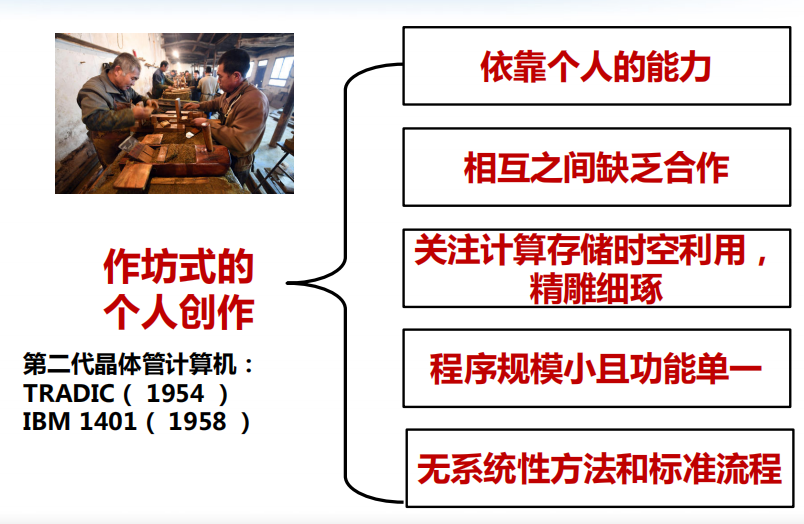 作坊式的
个人创作
第二代晶体管计算机：
TRADIC（ 1954 ）
IBM 1401（ 1958 ）
依靠个人的能力
相互之间缺乏合作
关注计算存储时空利用，
精雕细琢
程序规模小且功能单一
无系统性方法和标准流程